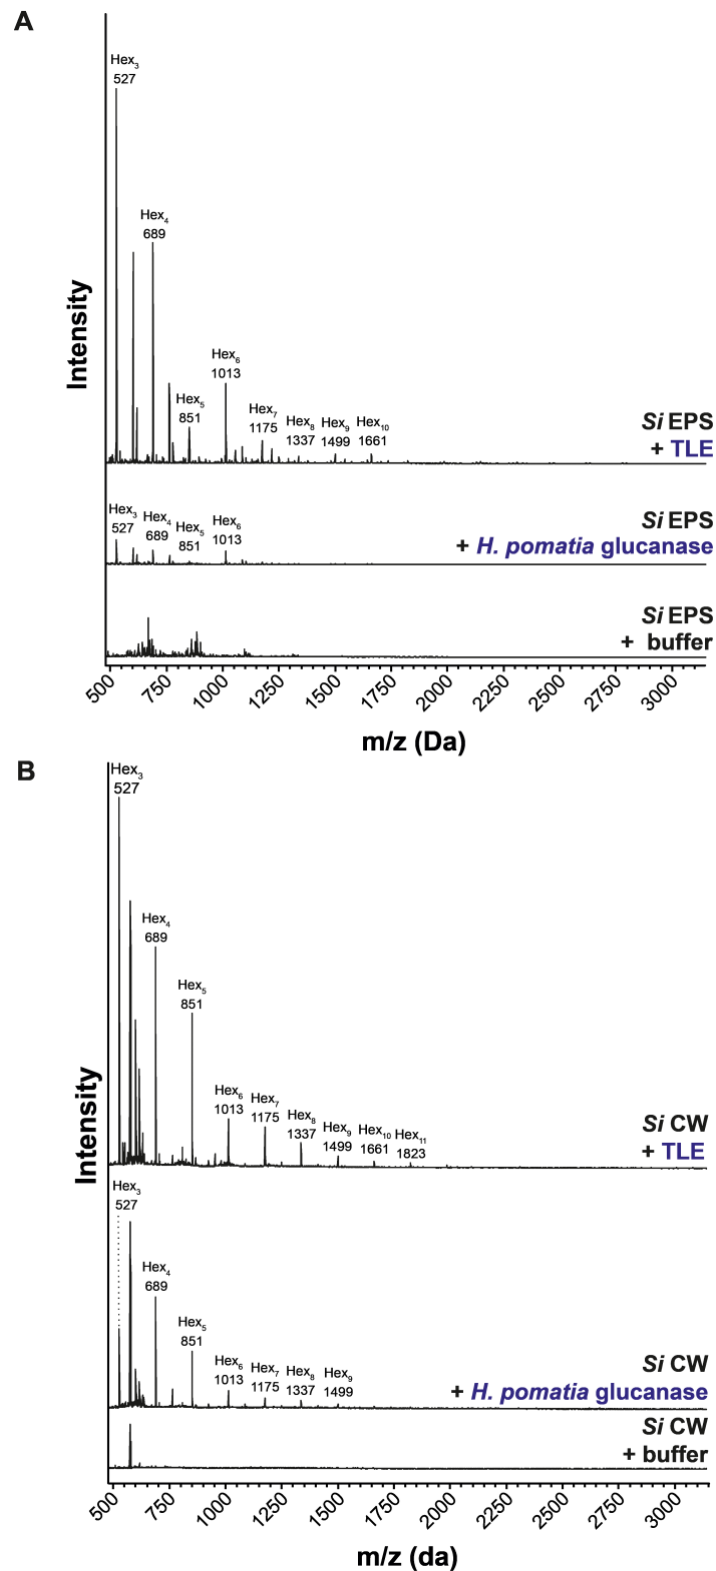 A
Hex3
527
Hex4
689
Hex6
1013
Hex5
851
Hex7
1175
Hex8
1337
Hex9
1499
Hex10
1661
Intensity
Si EPS
+ TLE
Hex3
527
Hex4
689
Hex5
851
Hex6
1013
Si EPS
+ H. pomatia glucanase
Si EPS
+ buffer
500 750 1000 1250 1500 1750 2000 2250 2500 2750 3000
m/z (Da)
B
Hex3
527
Hex4
689
Hex5
851
Hex6
1013
Hex7
1175
Hex8
1337
Hex9
1499
Hex10
1661
Hex11
1823
Intensity
Si CW
+ TLE
Hex3
527
Hex4
689
Hex5
851
Hex6
1013
Hex7
1175
Hex8
1337
Hex9
1499
Si CW
+ H. pomatia glucanase
Si CW
+ buffer
500 750 1000 1250 1500 1750 2000 2250 2500 2750 3000
m/z (da)